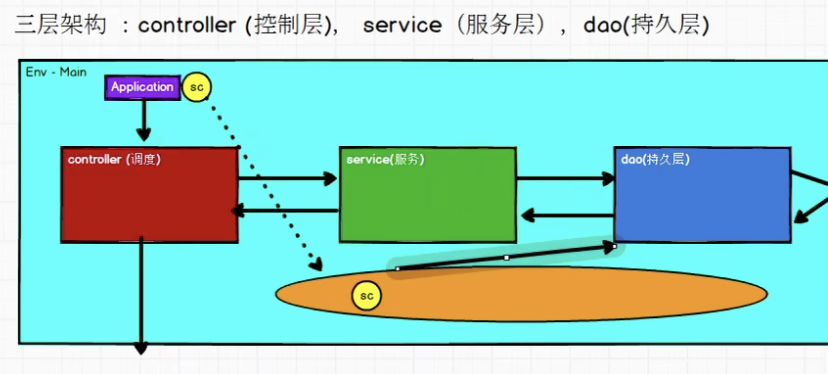 三层架构 : controller (控制层), service (服务层) , dao(持久层)
Env - Main
Application
sc
controller (调度)
service(服务)
dao(持久层)
sc